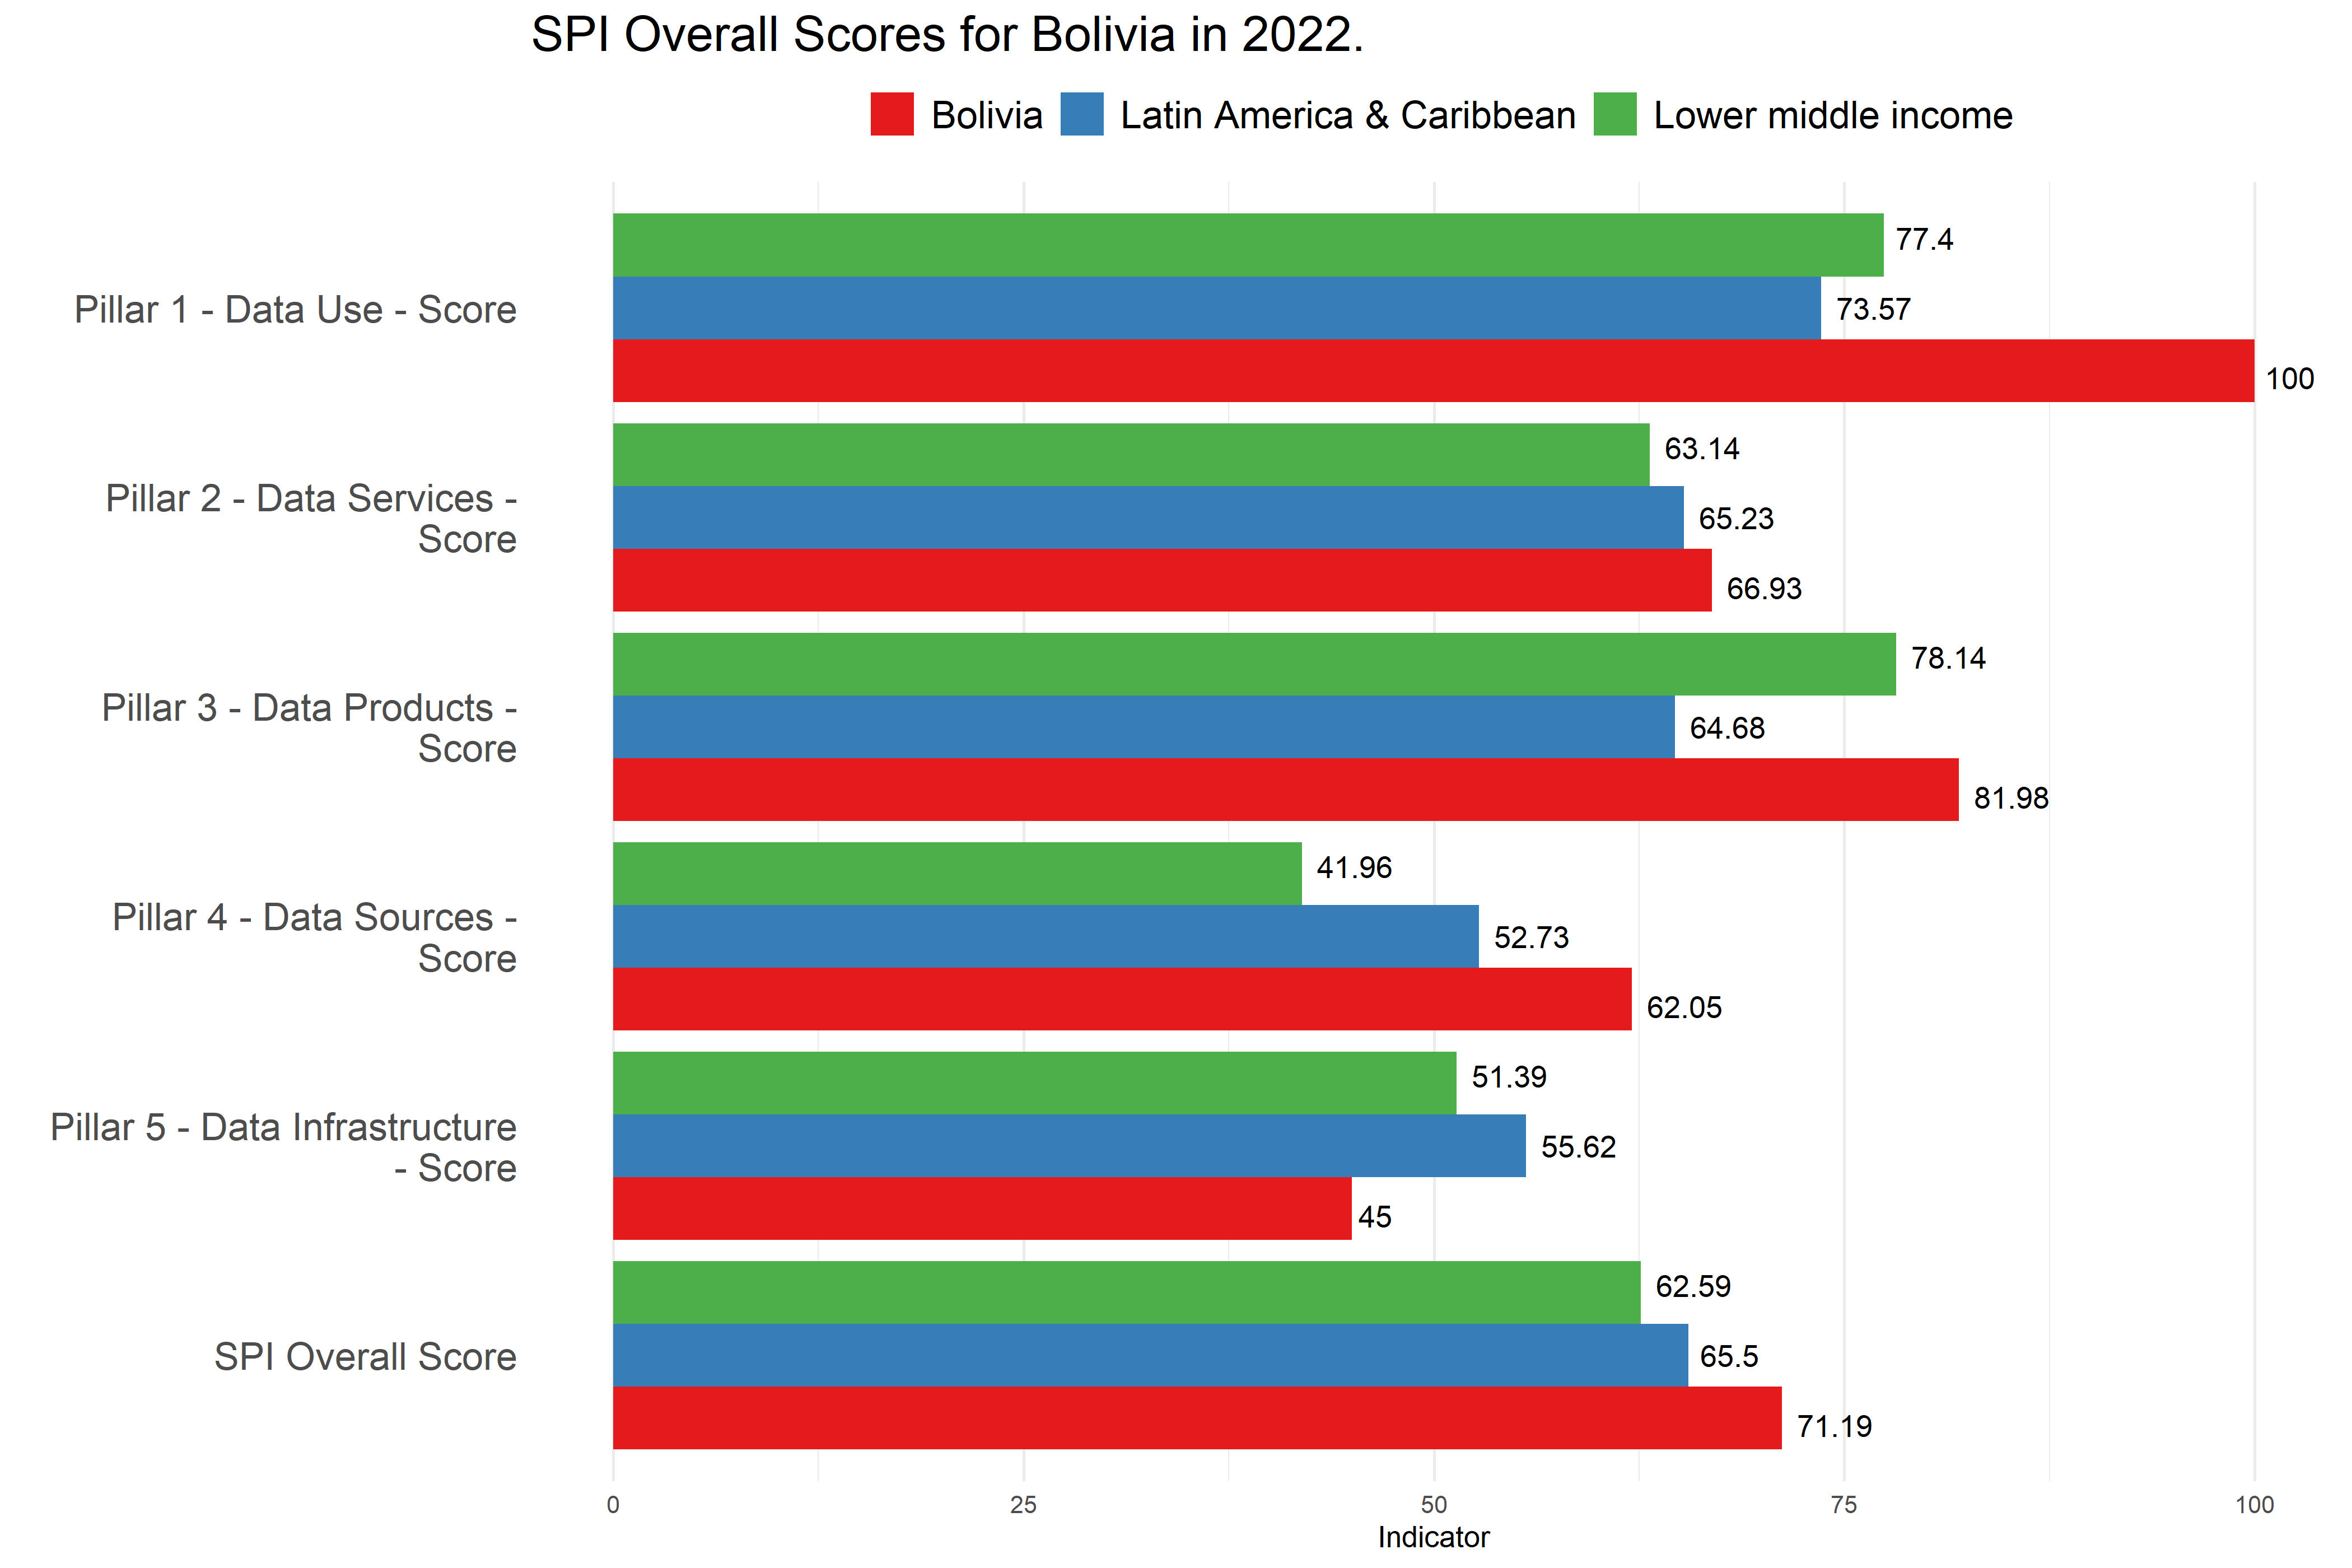 SPI Overall Scores for Bolivia in 2022.
Bolivia Latin America & Caribbean Lower middle income
Pillar 1 - Data Use - Score
77.4
73.57
100
Pillar 2 - Data Services -
Score
63.14
65.23
66.93
Pillar 3 - Data Products -
Score
78.14
64.68
81.98
Pillar 4 - Data Sources -
Score
41.96
52.73
62.05
Pillar 5 - Data Infrastructure
- Score
51.39
55.62
45
SPI Overall Score
62.59
65.5
71.19
0 25 50 75 100
Indicator